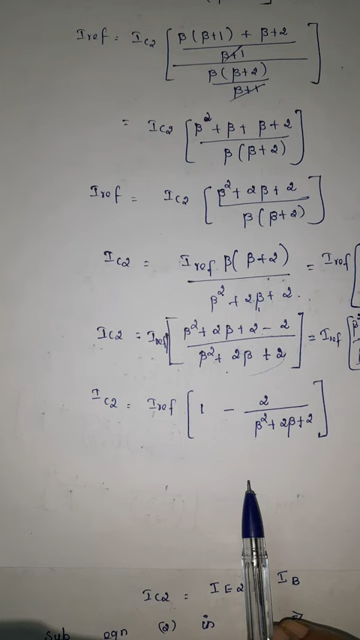 Iref = Ic2 [ β(β+1) + β+2 / β+1 / β(β+2) / β+1 ]
= Ic2 [ β² + β + β+2 / β(β+2) ]
Iref = Ic2 [ β² + 2β + 2 / β(β+2) ]
Ic2 = Iref β(β+2) / β² + 2β + 2 = Iref [
Ic2 = Iref [ β² + 2β + 2 - 2 / β² + 2β + 2 ] = Iref [
Ic2 = Iref [ 1 - 2 / β² + 2β + 2 ]
Ic2 = IE2 IB
Sub eqn (2) in